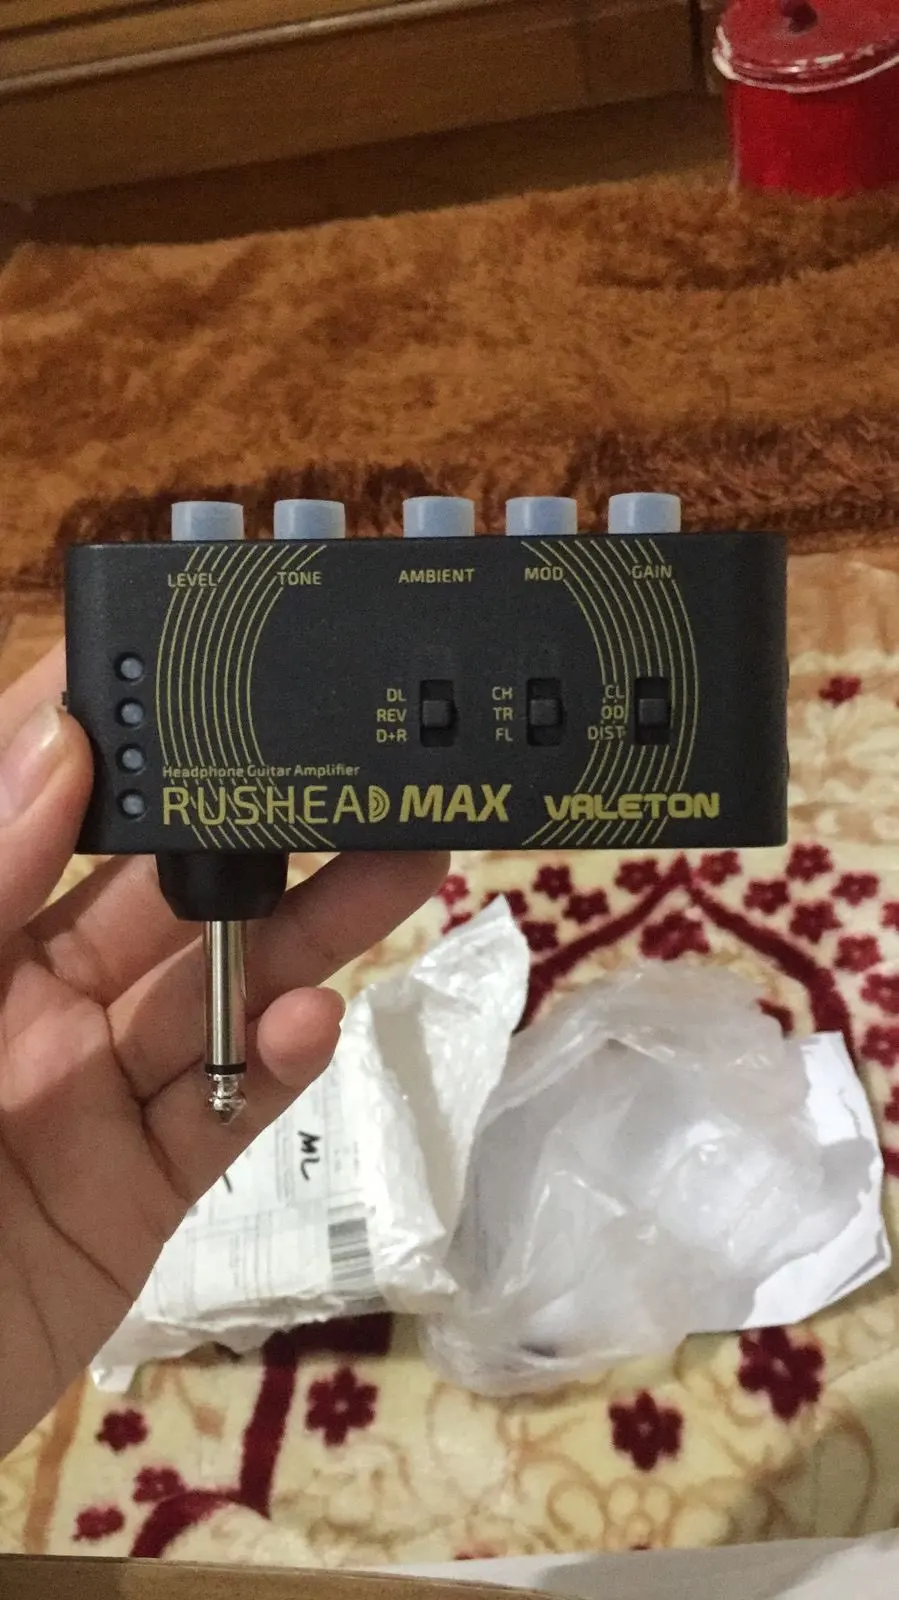 LEVEL TONE AMBIENT MOD GAIN
DL CH CL
REV TR OD
D+R FL DIST
Headphone Guitar Amplifier
RUSHEAD MAX VALETON
ML